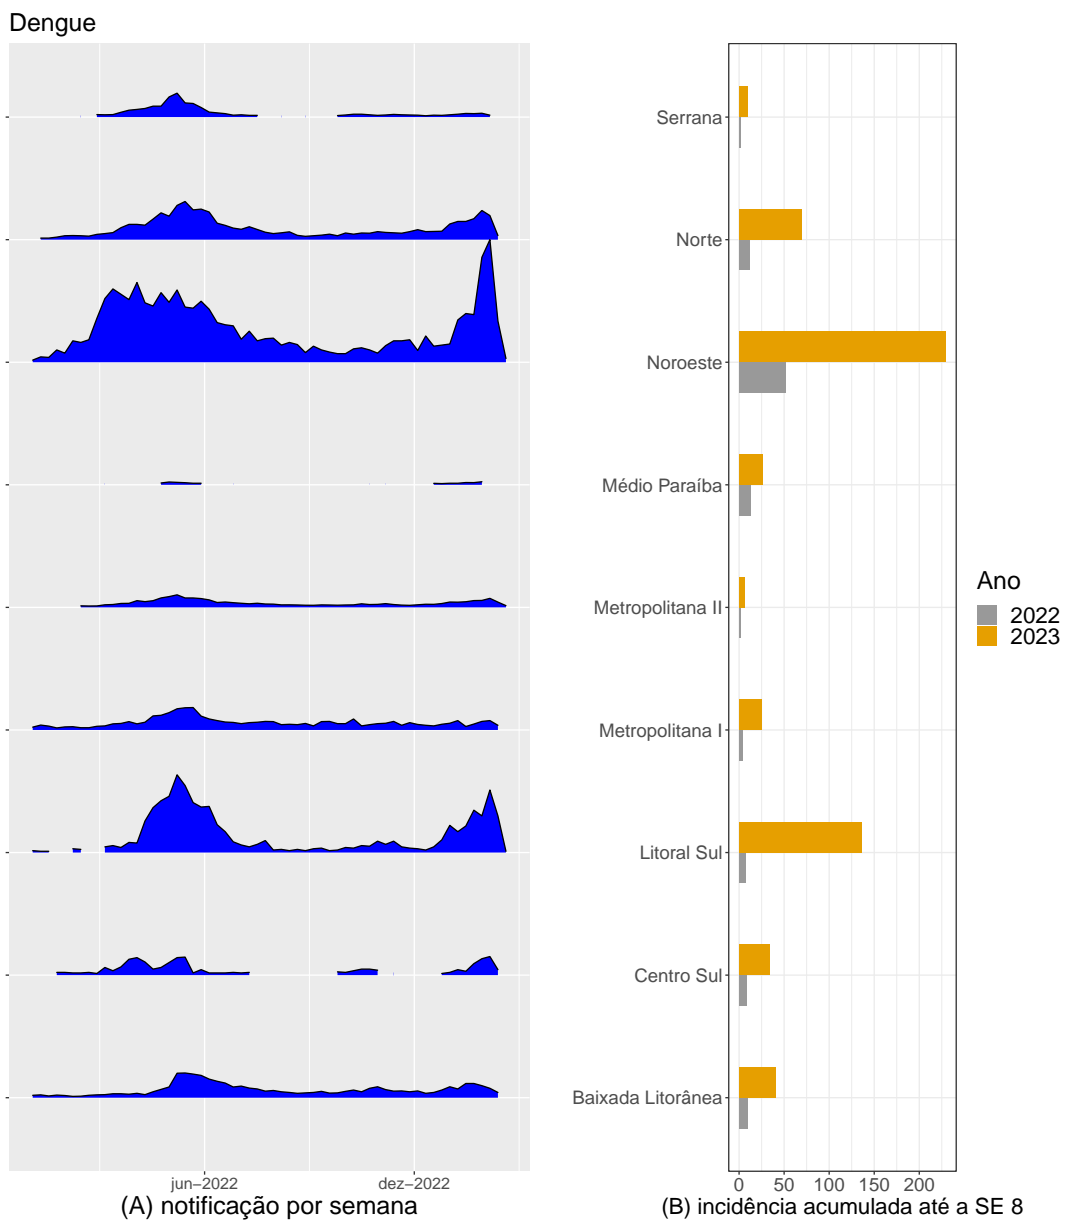 Dengue
Serrana
Norte
Noroeste
Médio Paraíba
Metropolitana II
Metropolitana I
Litoral Sul
Centro Sul
Baixada Litorânea
Ano
2022
2023
jun−2022 dez−2022
0 50 100 150 200
(A) notificação por semana
(B) incidência acumulada até a SE 8